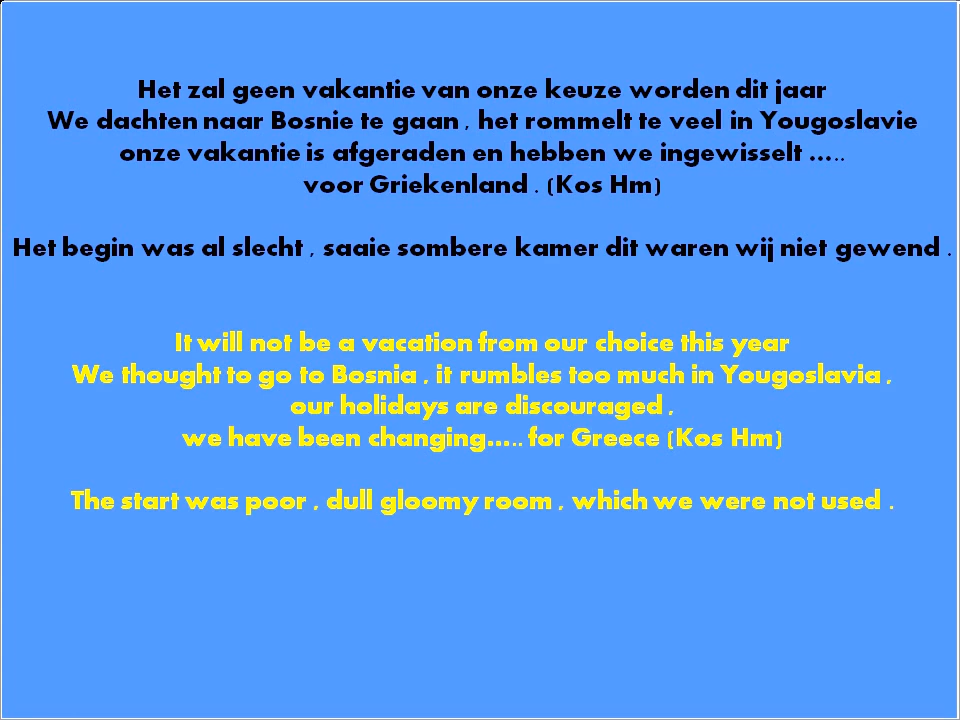 Het zal geen vakantie van onze keuze worden dit jaar
We dachten naar Bosnie te gaan , het rommelt te veel in Yougoslavie
onze vakantie is afgeraden en hebben we ingewisselt …..
voor Griekenland . (Kos Hm)
Het begin was al slecht , saaie sombere kamer dit waren wij niet gewend .
It will not be a vacation from our choice this year
We thought to go to Bosnia , it rumbles too much in Yougoslavia ,
our holidays are discouraged ,
we have been changing….. for Greece (Kos Hm)
The start was poor , dull gloomy room , which we were not used .